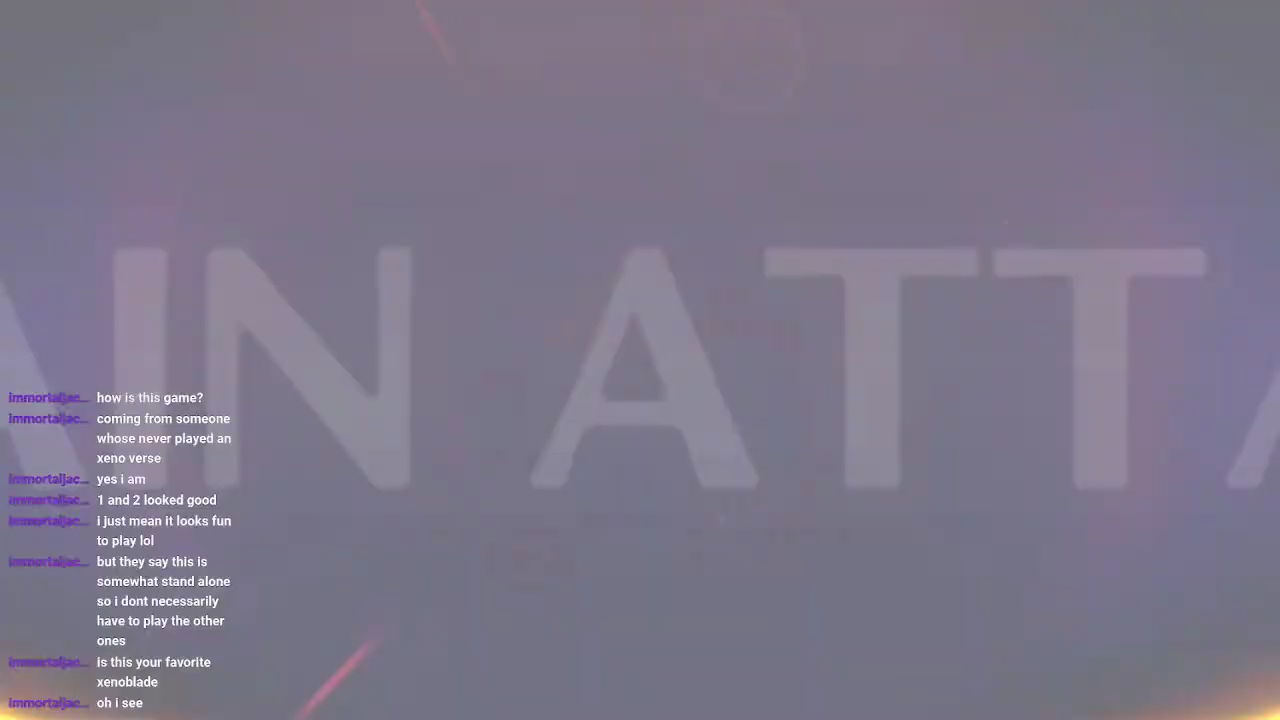 AIN ATTA
immortaljac... how is this game?
immortaljac... coming from someone
whose never played an
xeno verse
immortaljac... yes i am
immortaljac... 1 and 2 looked good
immortaljac... i just mean it looks fun
to play lol
immortaljac... but they say this is
somewhat stand alone
so i dont necessarily
have to play the other
ones
immortaljac... is this your favorite
xenoblade
immortaljac... oh i see